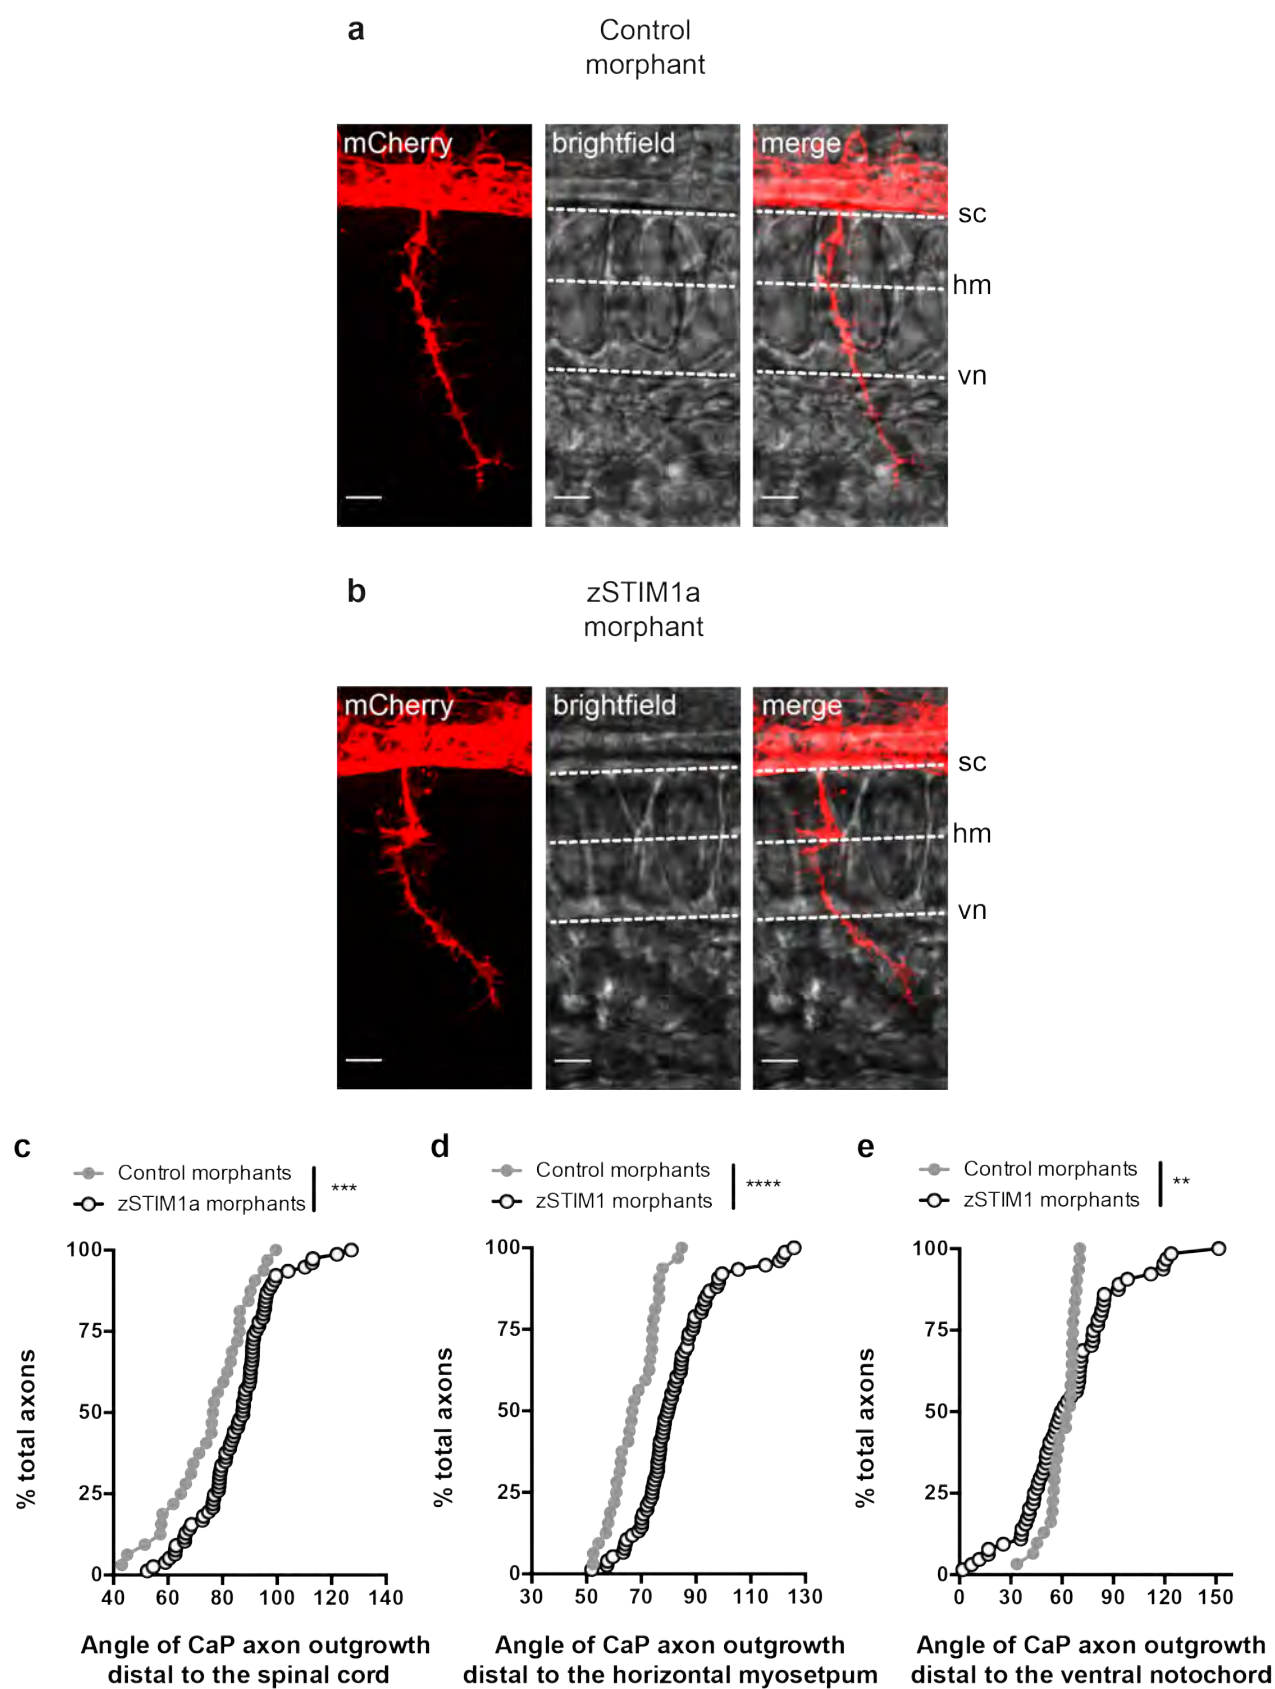 a
Control
morphant
mCherry
brightfield
merge
sc
hm
vn
b
zSTIM1a
morphant
mCherry
brightfield
merge
sc
hm
vn
c
Control morphants
zSTIM1a morphants
***
100
75
50
25
0
% total axons
40 60 80 100 120 140
Angle of CaP axon outgrowth
distal to the spinal cord
d
Control morphants
zSTIM1 morphants
****
100
75
50
25
0
% total axons
30 50 70 90 110 130
Angle of CaP axon outgrowth
distal to the horizontal myosetpum
e
Control morphants
zSTIM1 morphants
**
100
75
50
25
0
% total axons
0 30 60 90 120 150
Angle of CaP axon outgrowth
distal to the ventral notochord